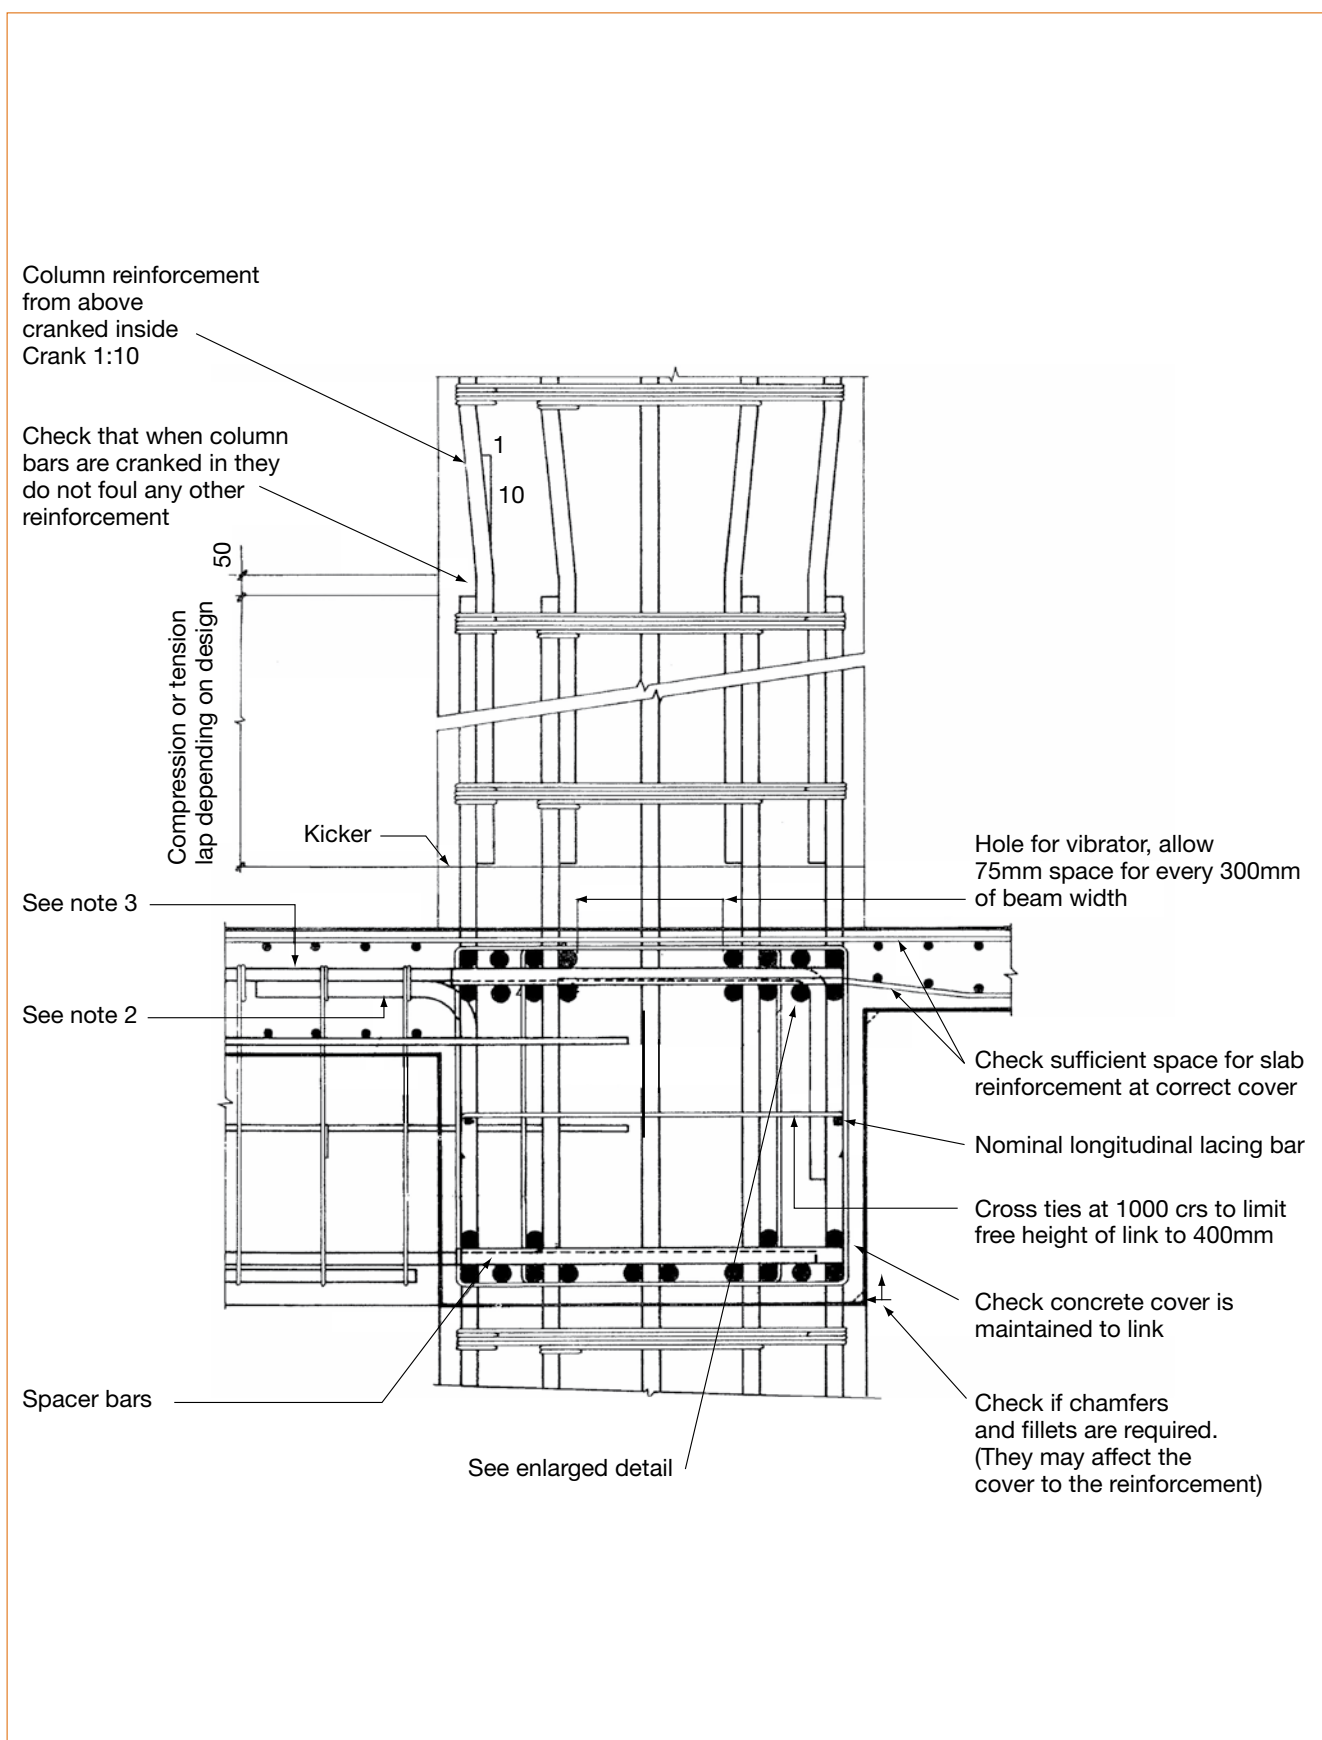 Column reinforcement
from above
cranked inside
Crank 1:10
Check that when column
bars are cranked in they
do not foul any other
reinforcement
1
10
50
Compression or tension
lap depending on design
Kicker
Hole for vibrator, allow
75mm space for every 300mm
of beam width
See note 3
See note 2
Check sufficient space for slab
reinforcement at correct cover
Nominal longitudinal lacing bar
Cross ties at 1000 crs to limit
free height of link to 400mm
Check concrete cover is
maintained to link
Spacer bars
See enlarged detail
Check if chamfers
and fillets are required.
(They may affect the
cover to the reinforcement)